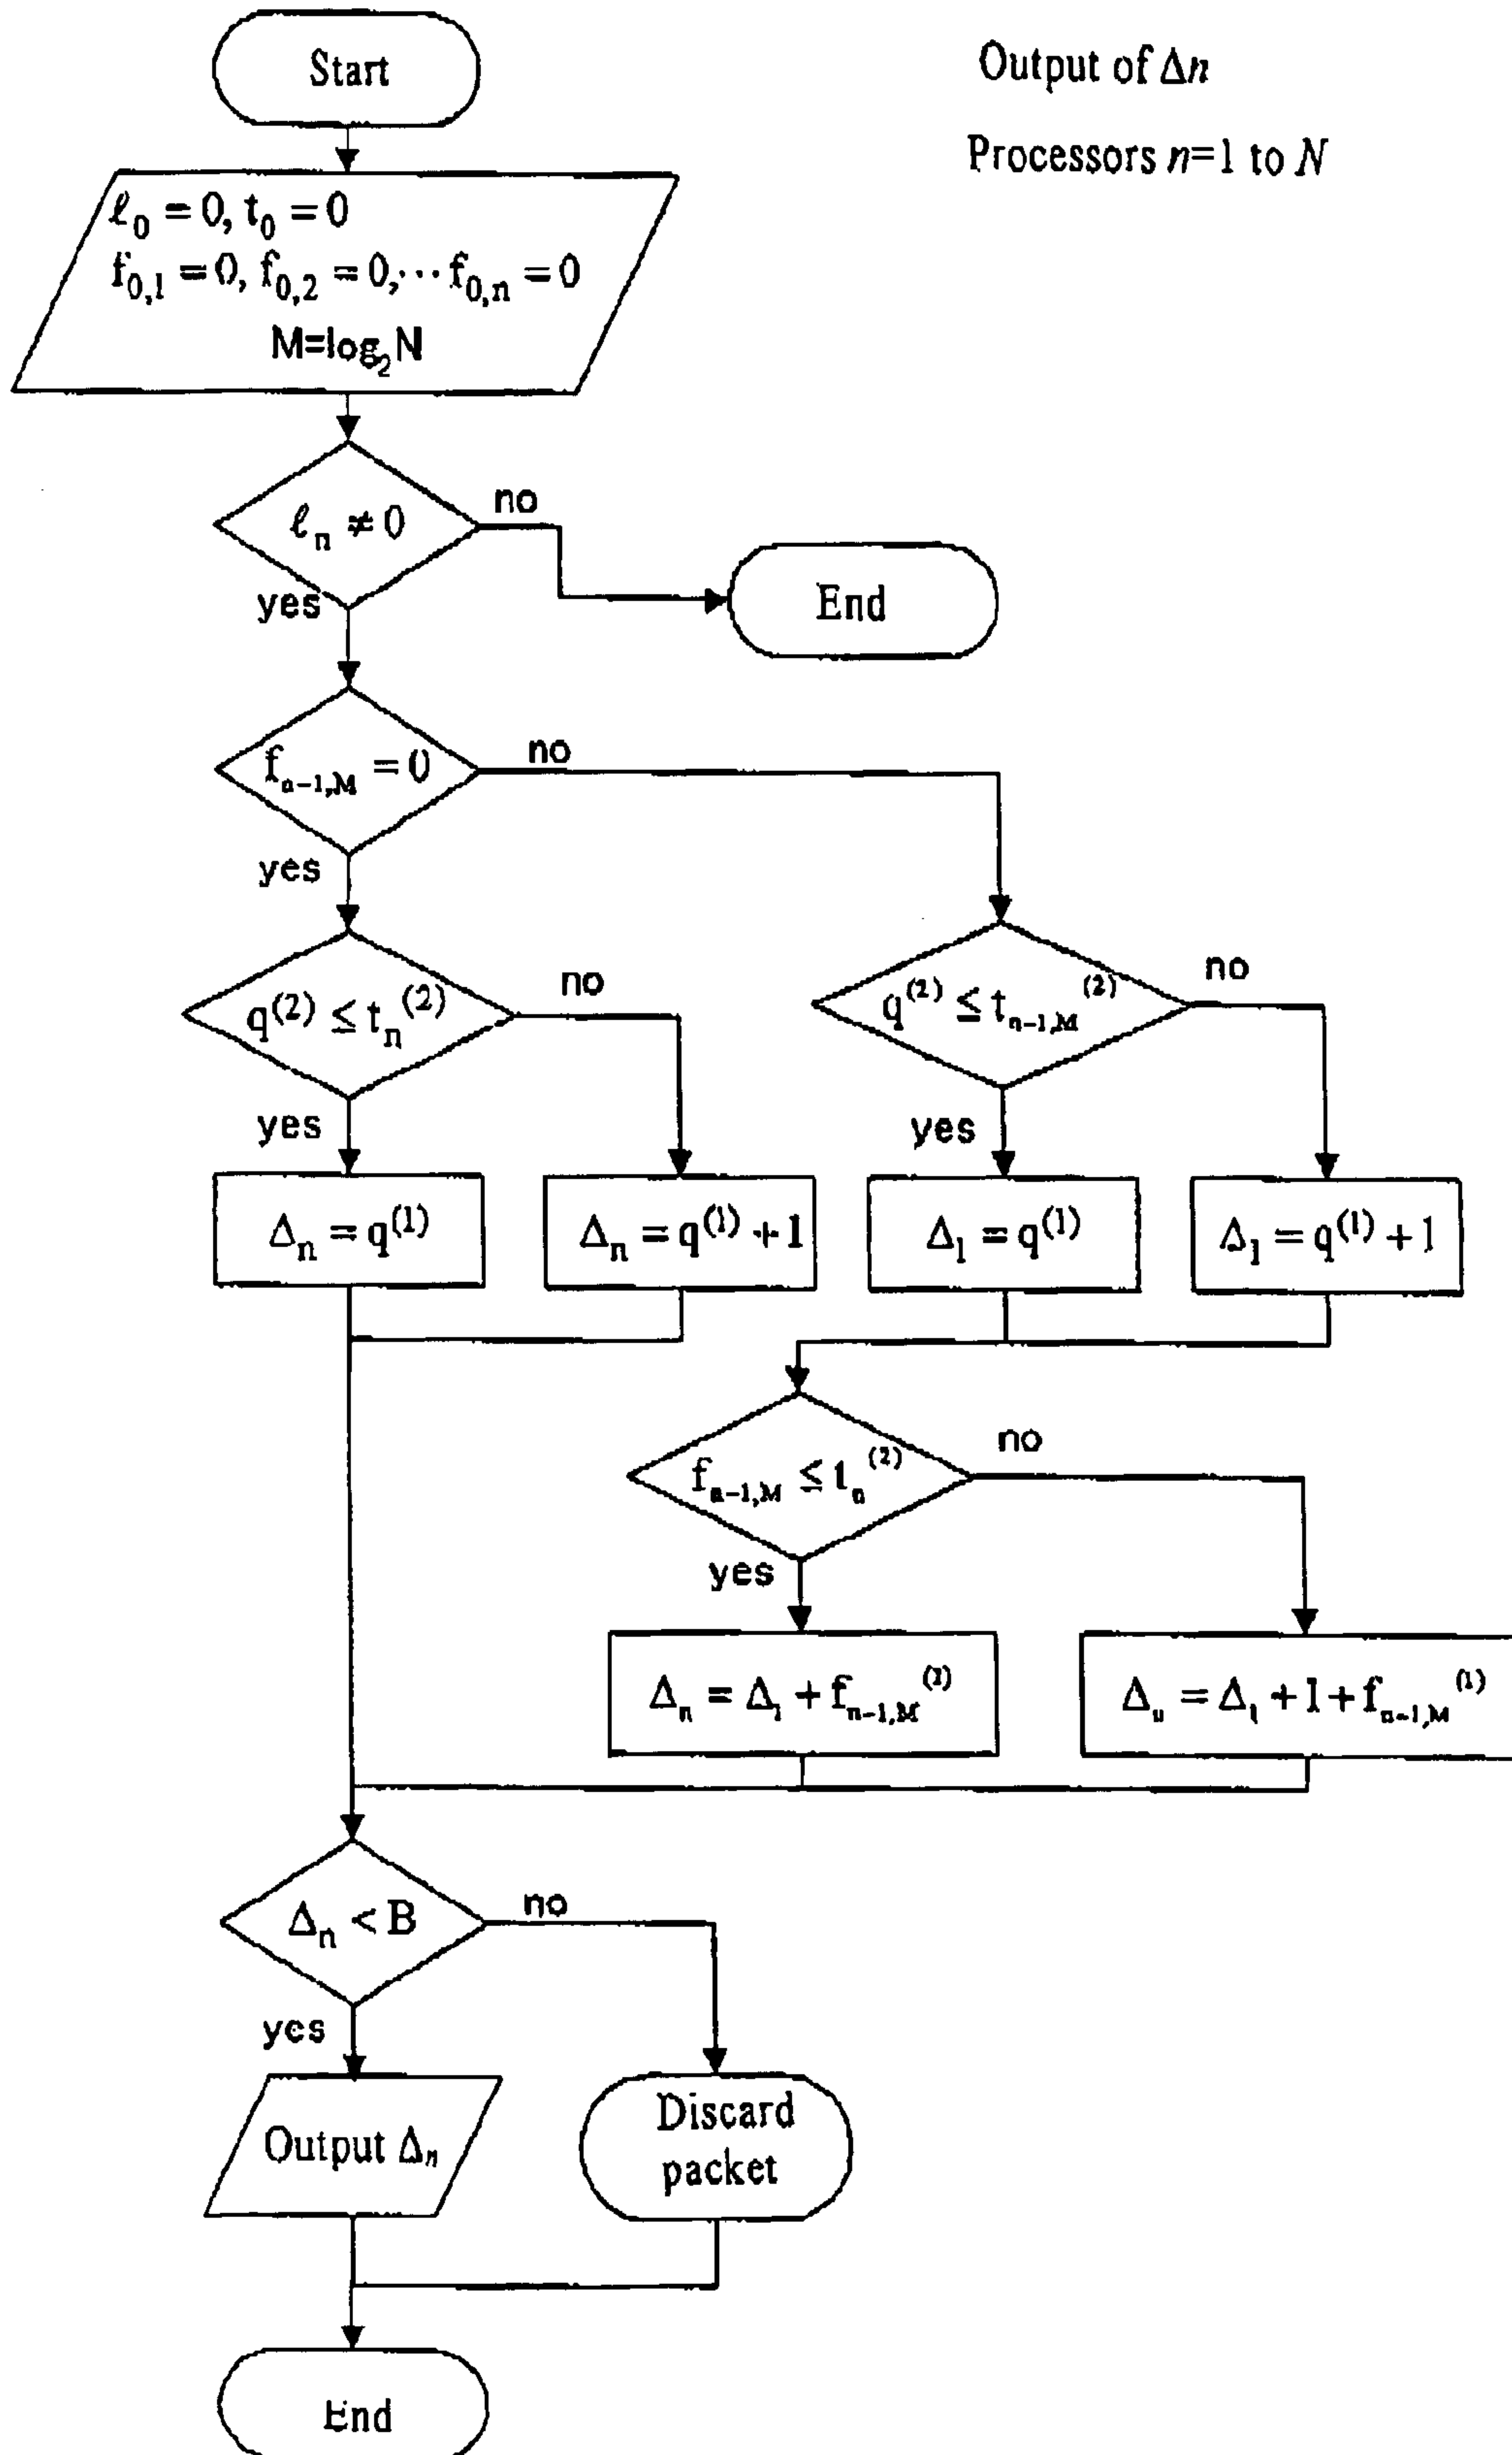 Start
Output of Δn
Processors n=1 to N
ℓ₀ = 0, t₀ = 0
f₀,₁ = 0, f₀,₂ = 0,⋯ f₀,ₙ = 0
M=log₂N
ℓₙ ≠ 0
no
End
yes
fₙ₋₁,M = 0
no
yes
q⁽²⁾ ≤ tₙ⁽²⁾
no
q⁽²⁾ ≤ tₙ₋₁,M⁽²⁾
no
yes
yes
Δₙ = q⁽¹⁾
Δₙ = q⁽¹⁾ + 1
Δ₁ = q⁽¹⁾
Δ₁ = q⁽¹⁾ + 1
fₙ₋₁,M ≤ tₙ⁽²⁾
no
yes
Δₙ = Δ₁ + fₙ₋₁,M⁽¹⁾
Δₙ = Δ₁ + 1 + fₙ₋₁,M⁽¹⁾
Δₙ < B
no
yes
Output Δₙ
Discard
packet
End